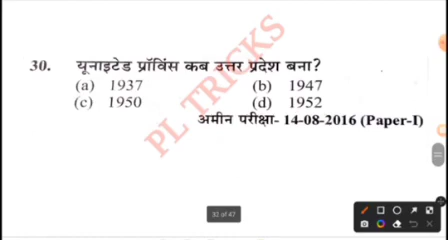 30. यूनाइटेड प्रॉविंस कब उत्तर प्रदेश बना?
(a) 1937 (b) 1947
(c) 1950 (d) 1952
अमीन परीक्षा- 14-08-2016 (Paper-I)
PL TRICKS
32 of 47